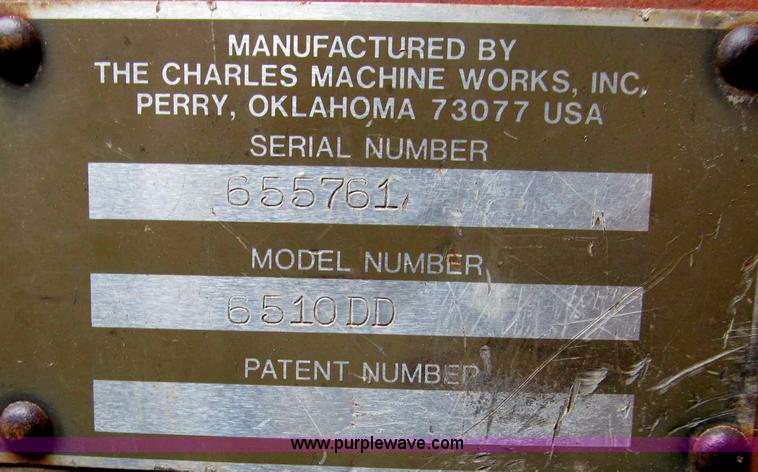 MANUFACTURED BY
THE CHARLES MACHINE WORKS, INC.
PERRY, OKLAHOMA 73077 USA
SERIAL NUMBER
655761
MODEL NUMBER
6510DD
PATENT NUMBER
www.purplewave.com